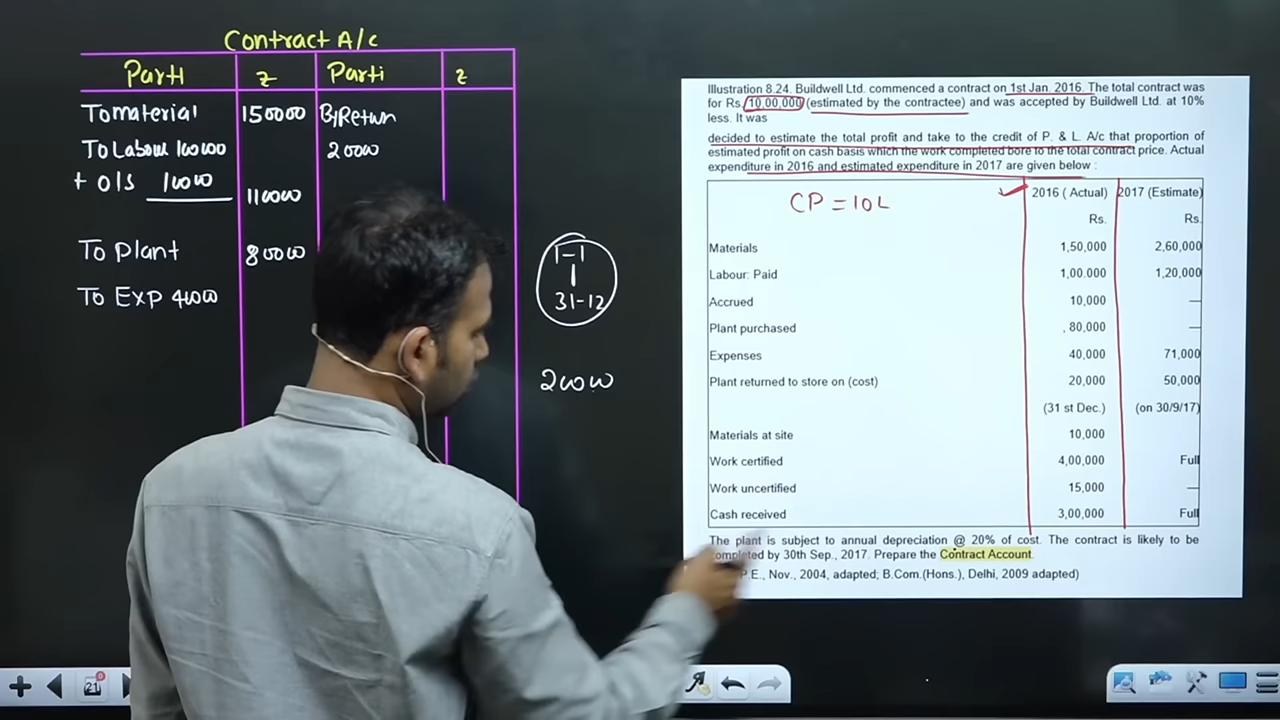 Contract A/c
Parti ₹ Parti ₹
To material 150000 By Return
To Labour 100000 20000
+ O/S 10000
110000
To Plant 80000
To Exp 40000
1-1
31-12
20000
Illustration 8.24. Buildwell Ltd. commenced a contract on 1st Jan. 2016. The total contract was
for Rs. 10,00,000 (estimated by the contractee) and was accepted by Buildwell Ltd. at 10%
less. It was
decided to estimate the total profit and take to the credit of P. & L. A/c that proportion of
estimated profit on cash basis which the work completed bore to the total contract price. Actual
expenditure in 2016 and estimated expenditure in 2017 are given below :
CP = 10L
2016 ( Actual) 2017 (Estimate)
Rs. Rs.
Materials 1,50,000 2,60,000
Labour: Paid 1,00.000 1,20,000
Accrued 10,000 —
Plant purchased . 80,000 —
Expenses 40,000 71,000
Plant returned to store on (cost) 20,000 50,000
(31 st Dec.) (on 30/9/17)
Materials at site 10,000
Work certified 4,00,000 Full
Work uncertified 15,000 —
Cash received 3,00,000 Full
The plant is subject to annual depreciation @ 20% of cost. The contract is likely to be
completed by 30th Sep., 2017. Prepare the Contract Account.
P.E., Nov., 2004, adapted; B.Com.(Hons.), Delhi, 2009 adapted)
21